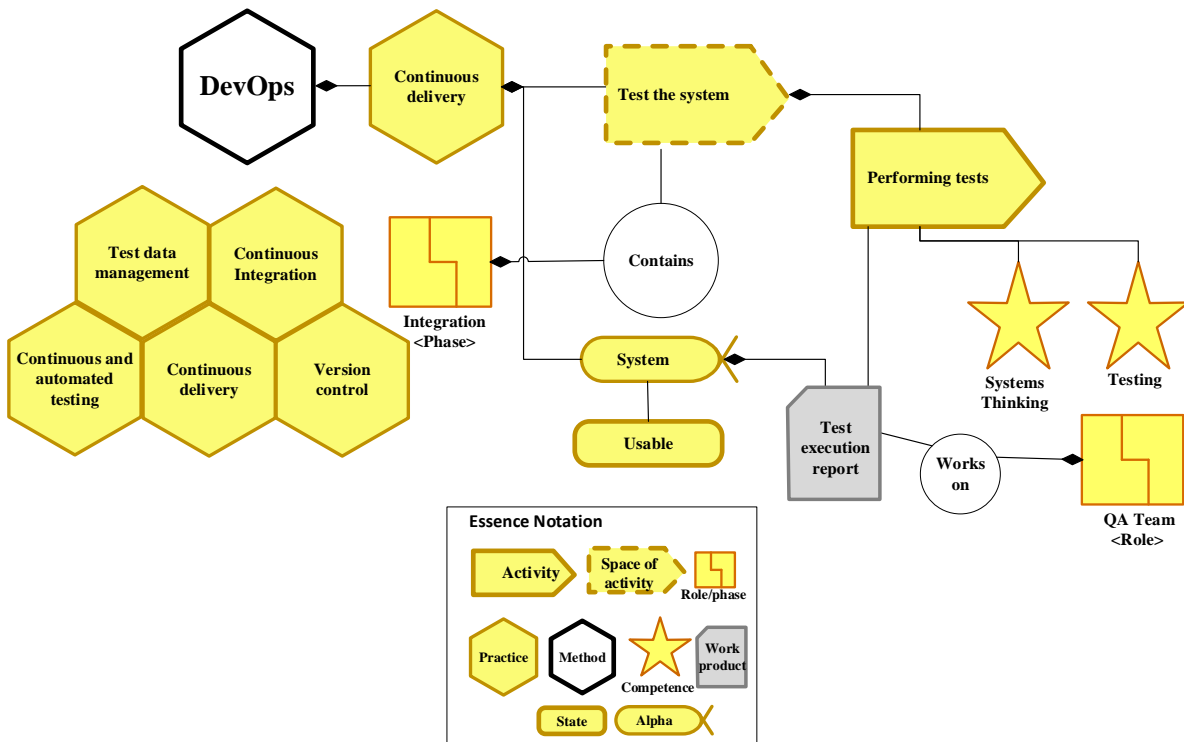 DevOps
Continuous
delivery
Test the system
Performing tests
Test data
management
Continuous
Integration
Contains
Integration
<Phase>
Continuous and
automated
testing
Continuous
delivery
Version
control
System
Usable
Systems
Thinking
Testing
Test
execution
report
Works
on
QA Team
<Role>
Essence Notation
Activity
Space of
activity
Role/phase
Practice
Method
Competence
Work
product
State
Alpha